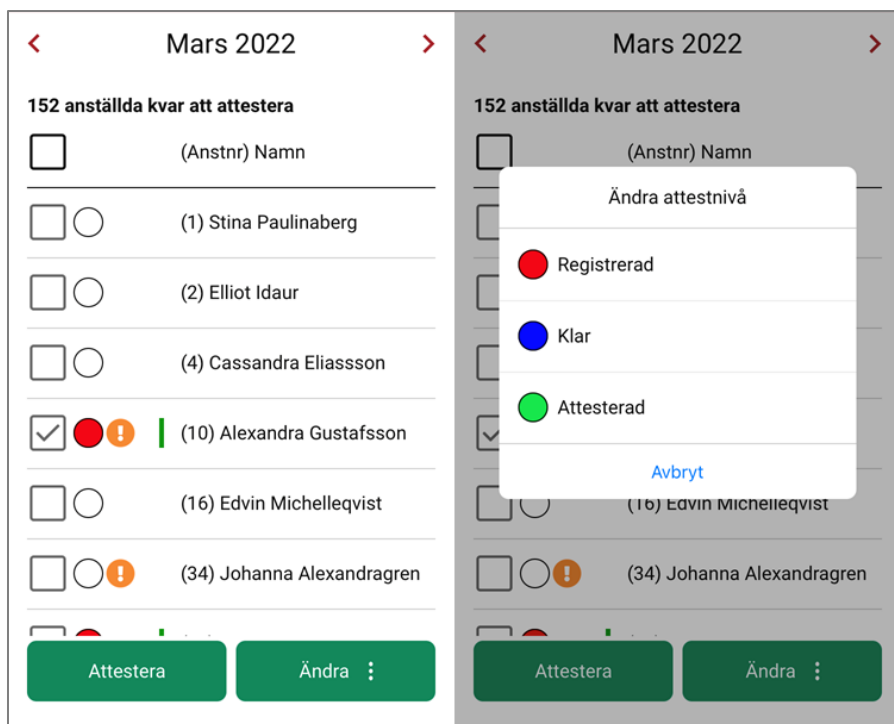 Mars 2022
152 anställda kvar att attestera
(Anstnr) Namn
(1) Stina Paulinaberg
(2) Elliot Idaur
(4) Cassandra Eliassson
(10) Alexandra Gustafsson
(16) Edvin Michelleqvist
(34) Johanna Alexandragren
Attestera
Ändra
Mars 2022
152 anställda kvar att attestera
(Anstnr) Namn
Ändra attestnivå
Registrerad
Klar
Attesterad
Avbryt
(16) Edvin Michelleqvist
(34) Johanna Alexandragren
Attestera
Ändra